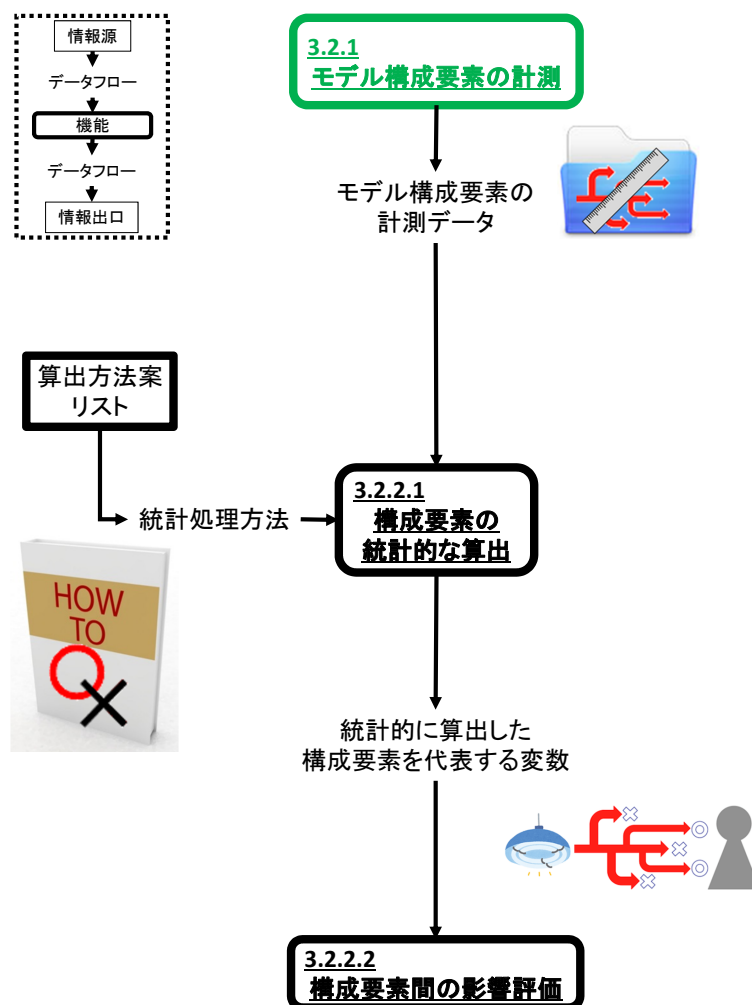 情報源
データフロー
機能
データフロー
情報出口
3.2.1
モデル構成要素の計測
モデル構成要素の
計測データ
算出方法案
リスト
統計処理方法
3.2.2.1
構成要素の
統計的な算出
HOW
TO
統計的に算出した
構成要素を代表する変数
3.2.2.2
構成要素間の影響評価